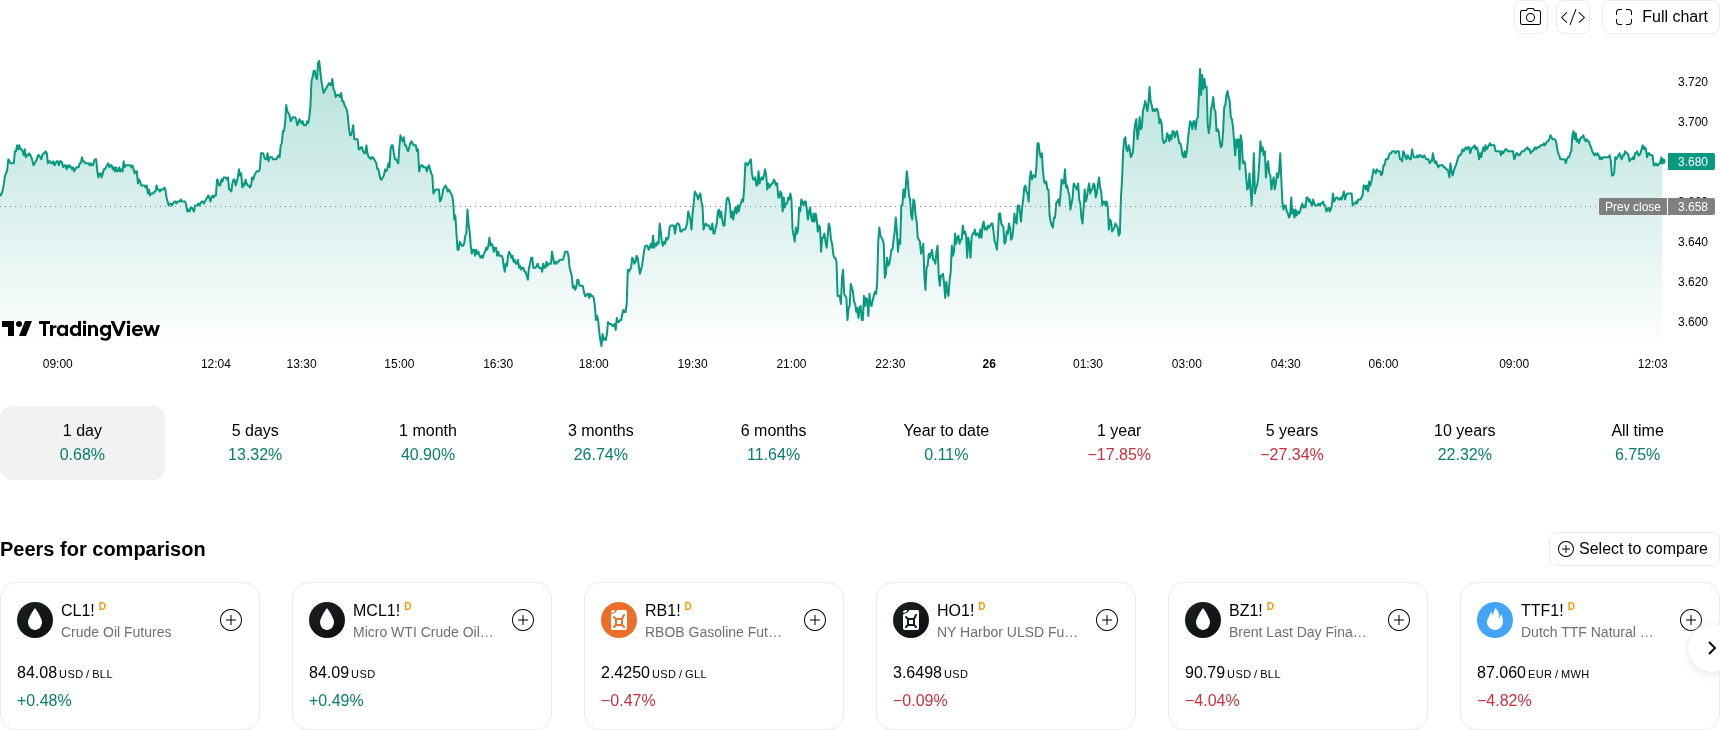 </> Full chart
3.720
3.700
3.680
Prev close 3.658
3.640
3.620
3.600
TradingView
09:00 12:04 13:30 15:00 16:30 18:00 19:30 21:00 22:30 26 01:30 03:00 04:30 06:00 09:00 12:03
1 day 5 days 1 month 3 months 6 months Year to date 1 year 5 years 10 years All time
0.68% 13.32% 40.90% 26.74% 11.64% 0.11% −17.85% −27.34% 22.32% 6.75%
Peers for comparison Select to compare
CL1! D MCL1! D RB1! D HO1! D BZ1! D TTF1! D
Crude Oil Futures Micro WTI Crude Oil… RBOB Gasoline Fut… NY Harbor ULSD Fu… Brent Last Day Fina… Dutch TTF Natural …
84.08 USD / BLL 84.09 USD 2.4250 USD / GLL 3.6498 USD 90.79 USD / BLL 87.060 EUR / MWH
+0.48% +0.49% −0.47% −0.09% −4.04% −4.82%